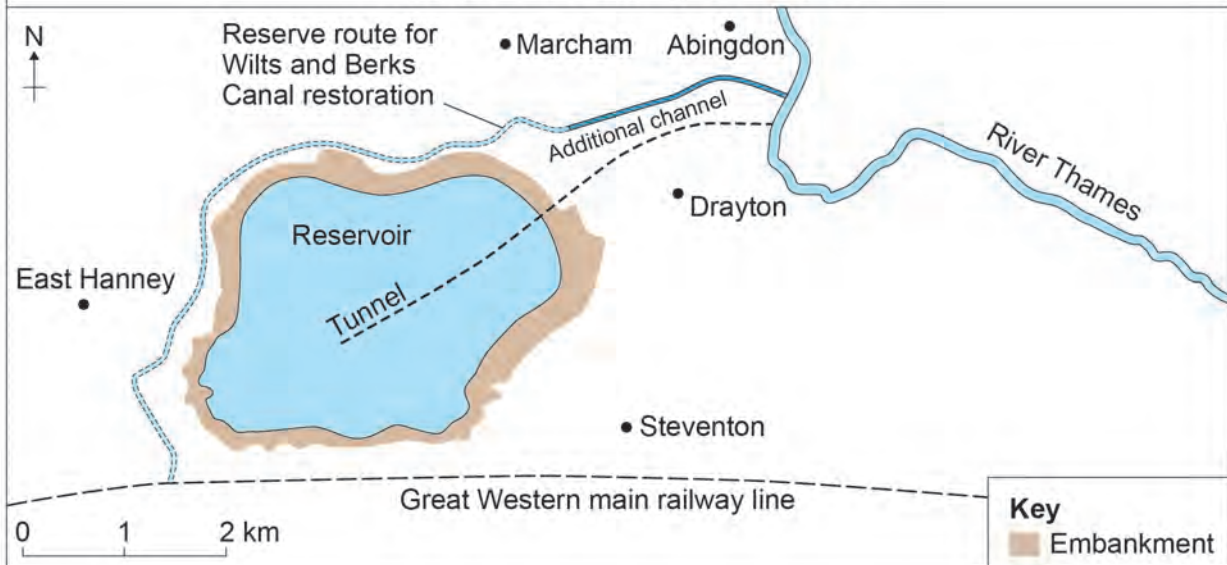 N
Reserve route for
Wilts and Berks
Canal restoration
Marcham
Abingdon
Additional channel
River Thames
Drayton
Reservoir
East Hanney
Tunnel
Steventon
Great Western main railway line
0 1 2 km
Key
Embankment